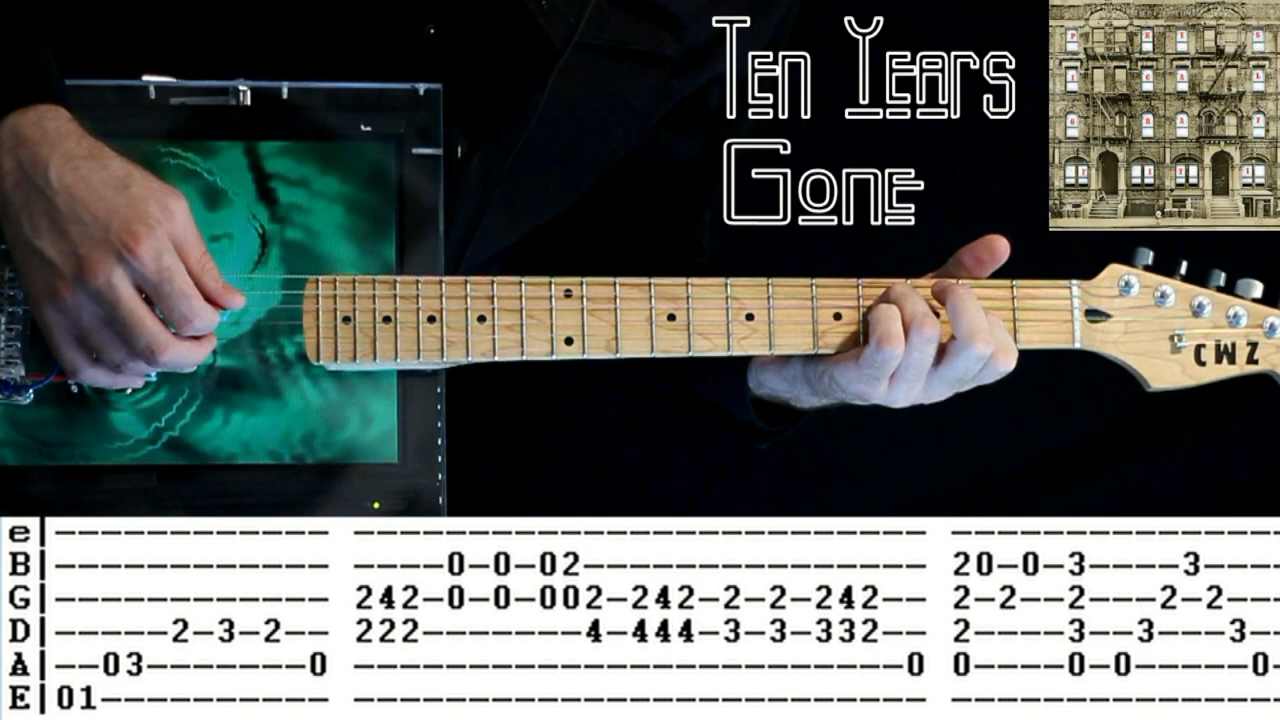 Ten Years
Gone
P H Y S
I C A L
G R A F
F I T I
CMZ
e|------------ ------------------------- --------------
B|------------ ----0-0-02--------------- 20-0-3----3---
G|------------ 242-0-0-002-242-2-2-242-- 2-2--2---2-2--
D|-----2-3-2-- 222-------4-444-3-3-332-- 2----3--3---3-
A|--03-------0 ------------------------0 0----0-0-----0
E|01---------- ------------------------- --------------